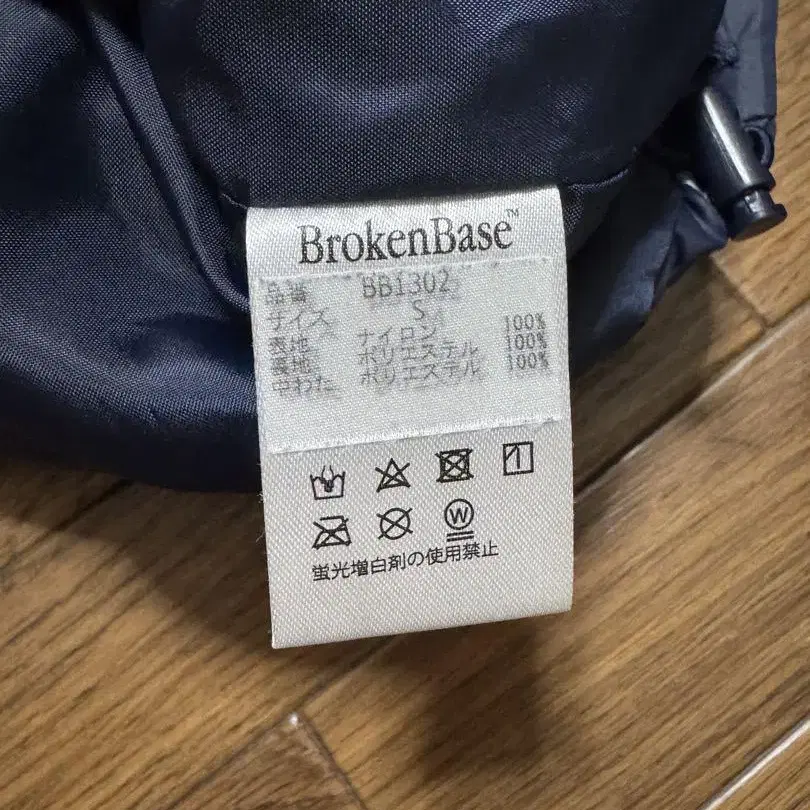 BrokenBase™
品番 BB1302
サイズ S
表地 ナイロン 100%
裏地 ポリエステル 100%
中わた ポリエステル 100%
W
蛍光増白剤の使用禁止